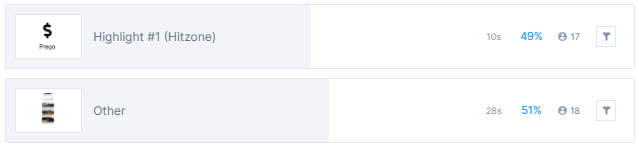 $
Preço
Highlight #1 (Hitzone)
10s
49%
17
Other
28s
51%
18